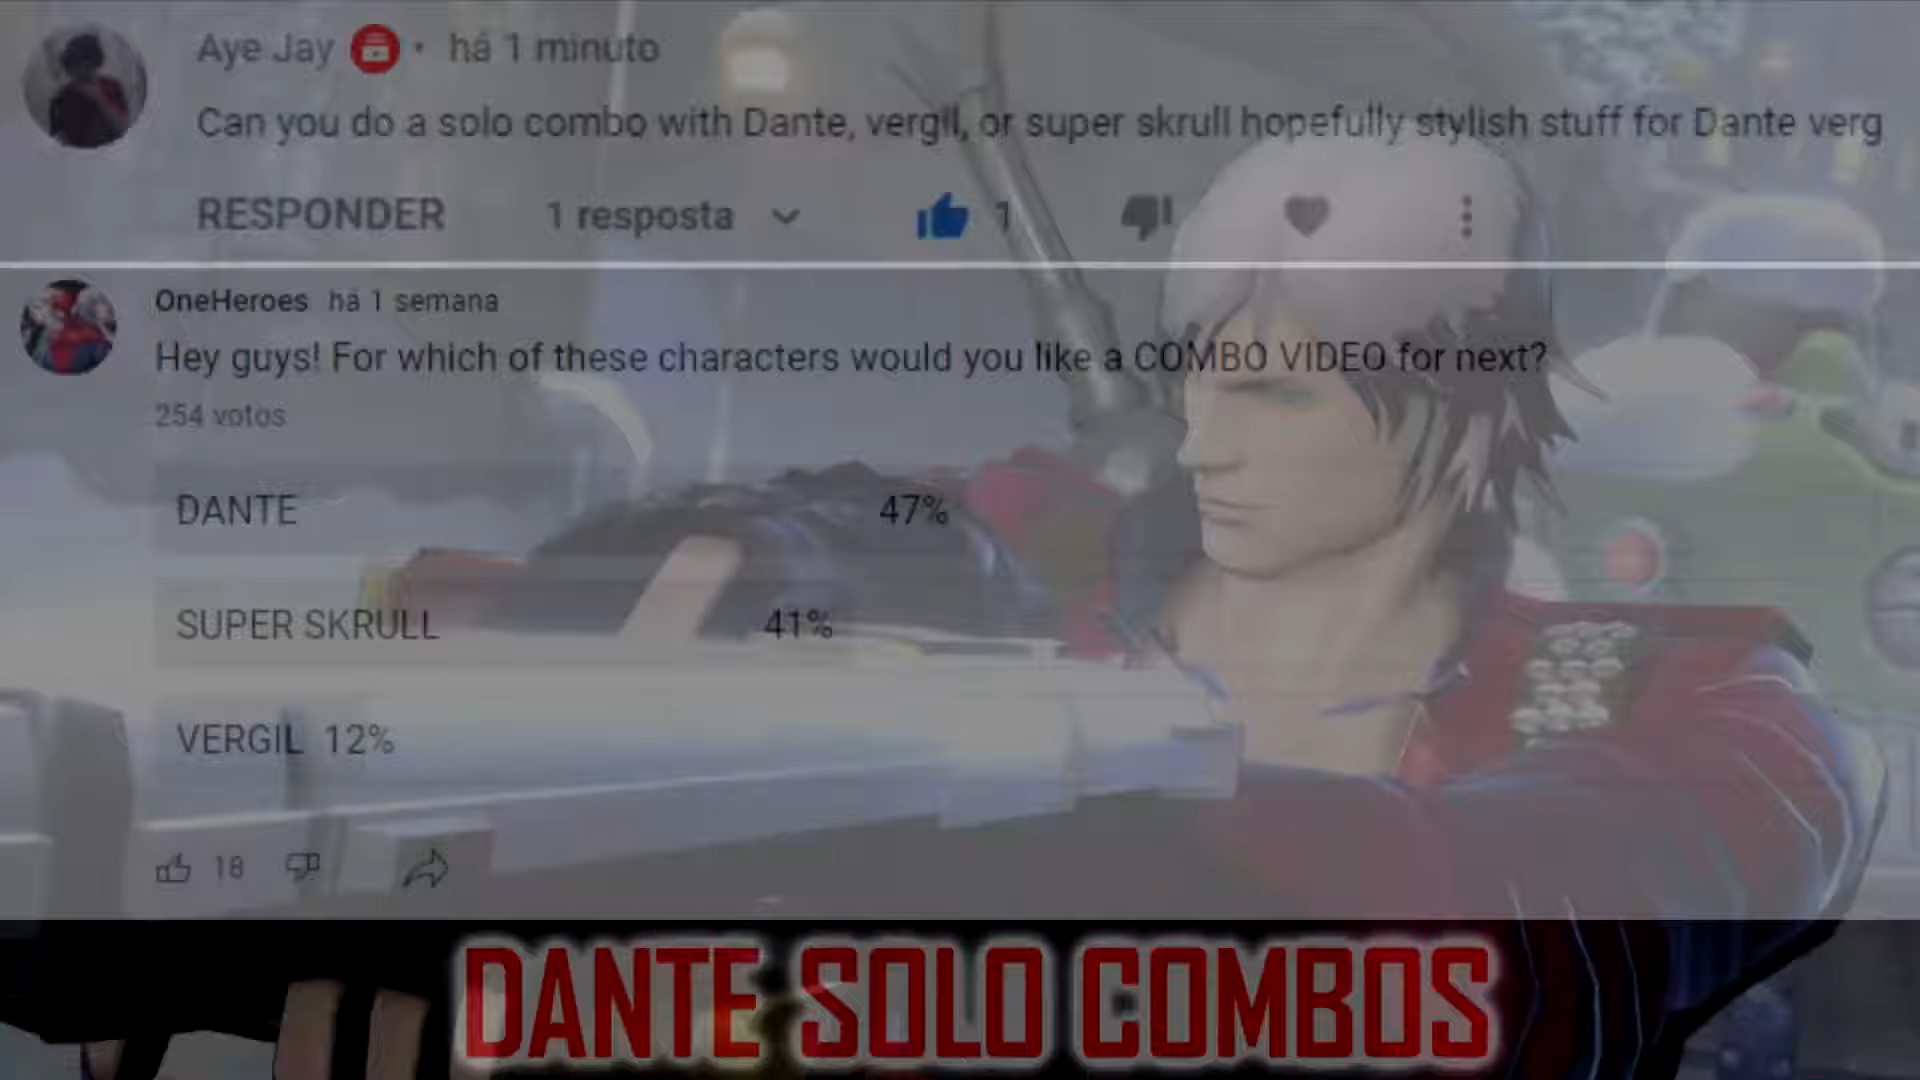 Aye Jay • há 1 minuto
Can you do a solo combo with Dante, vergil, or super skrull hopefully stylish stuff for Dante verg
RESPONDER 1 resposta 1
OneHeroes há 1 semana
Hey guys! For which of these characters would you like a COMBO VIDEO for next?
254 votos
DANTE 47%
SUPER SKRULL 41%
VERGIL 12%
18
DANTE SOLO COMBOS